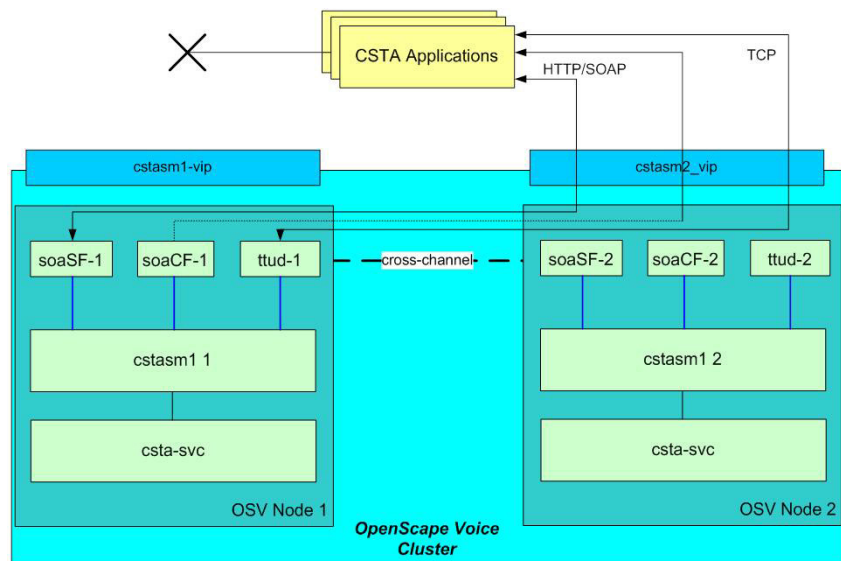 CSTA Applications
TCP
HTTP/SOAP
cstasm1-vip
cstasm2_vip
soaSF-1
soaCF-1
ttud-1
cross-channel
soaSF-2
soaCF-2
ttud-2
cstasm1 1
cstasm1 2
csta-svc
csta-svc
OSV Node 1
OSV Node 2
OpenScape Voice
Cluster